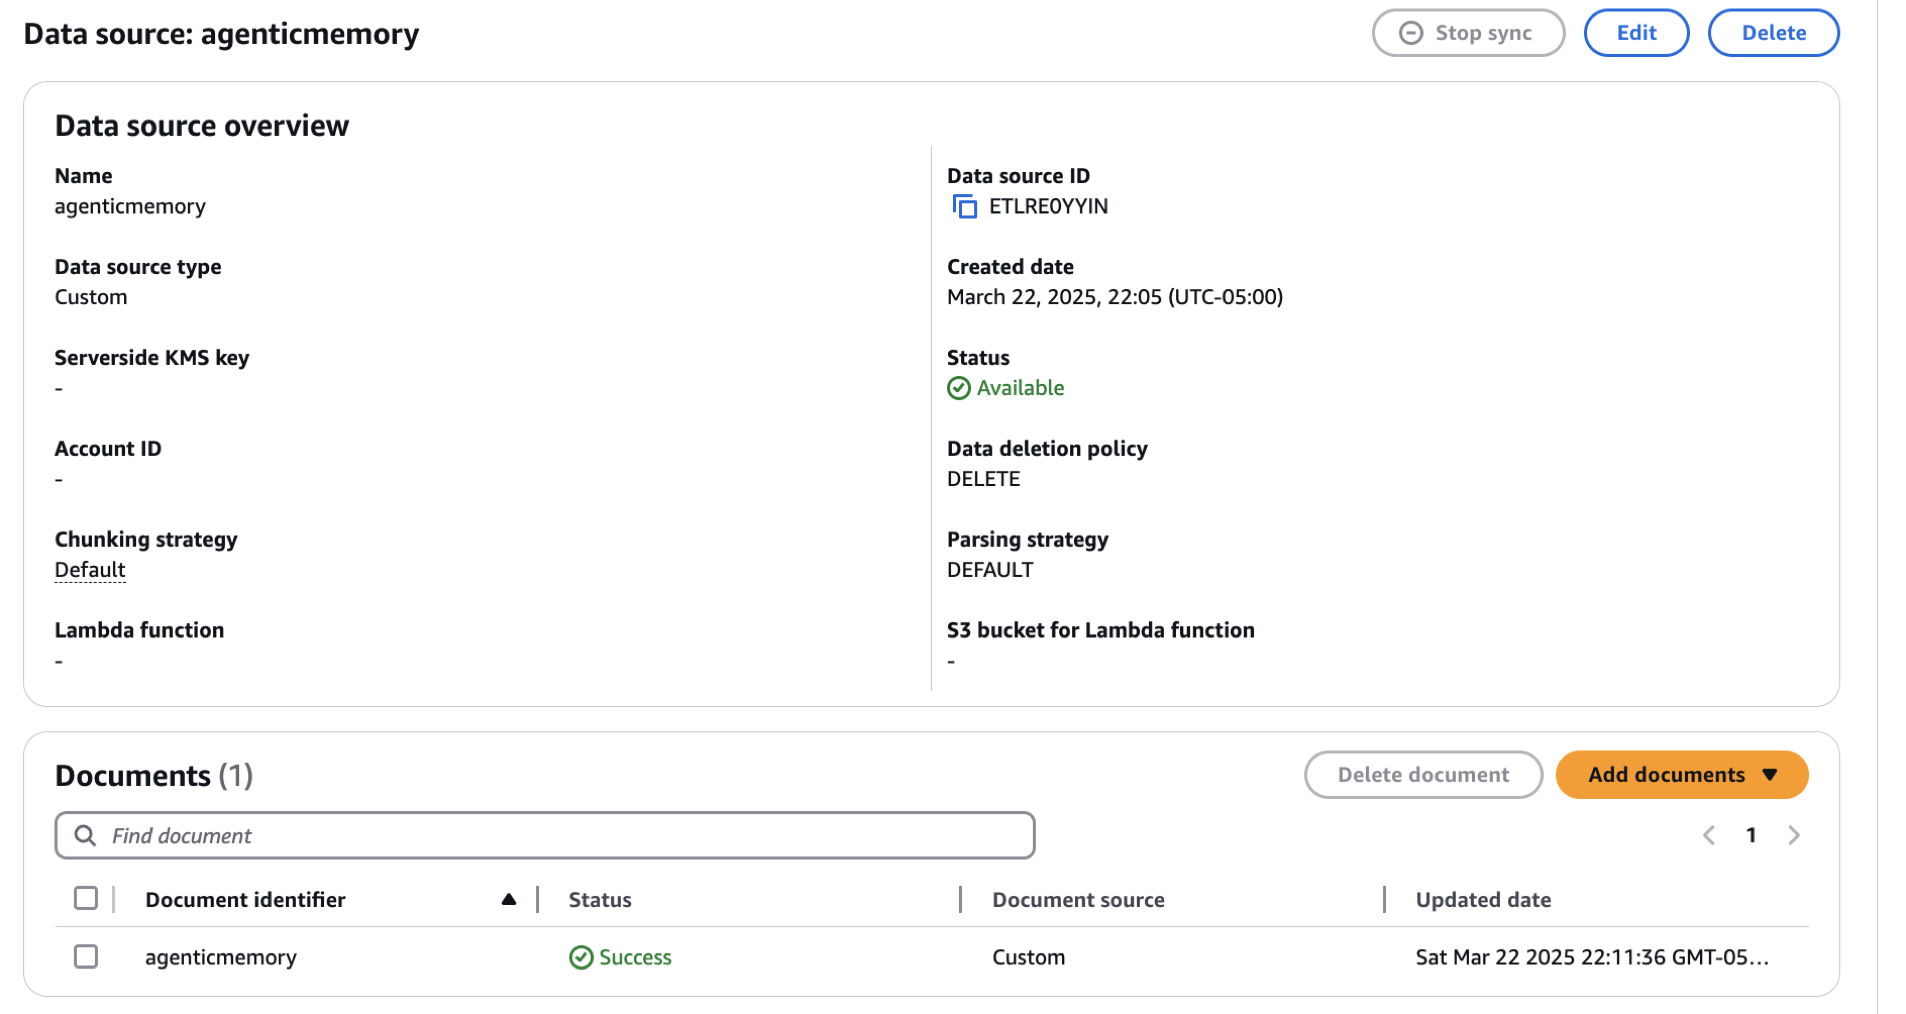 Data source: agenticmemory
Stop sync
Edit
Delete
Data source overview
Name
agenticmemory
Data source ID
ETLRE0YYIN
Data source type
Custom
Created date
March 22, 2025, 22:05 (UTC-05:00)
Serverside KMS key
-
Status
Available
Account ID
-
Data deletion policy
DELETE
Chunking strategy
Default
Parsing strategy
DEFAULT
Lambda function
-
S3 bucket for Lambda function
-
Documents (1)
Delete document
Add documents
Find document
1
Document identifier
Status
Document source
Updated date
agenticmemory
Success
Custom
Sat Mar 22 2025 22:11:36 GMT-05...